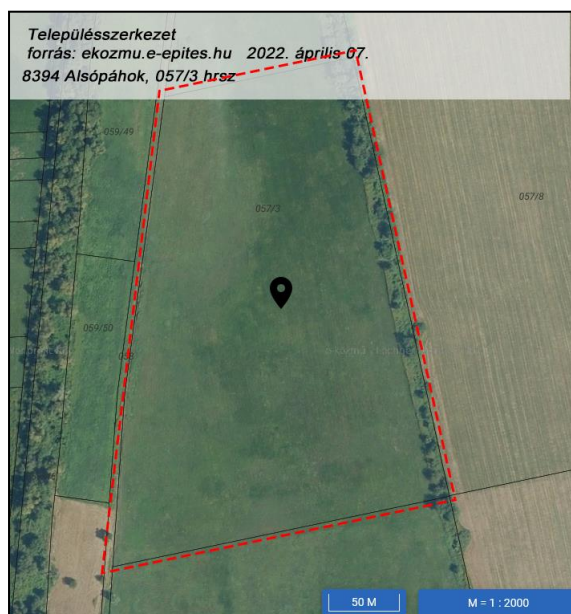 Településszerkezet
forrás: ekozmu.e-epites.hu 2022. április 07.
8394 Alsópáhok, 057/3 hrsz
059/49
057/3
057/8
059/50
058
50 M
M = 1 : 2000